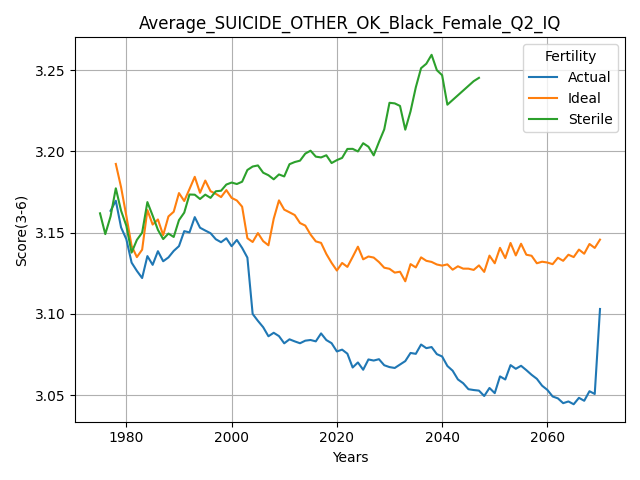 Average_SUICIDE_OTHER_OK_Black_Female_Q2_IQ
Fertility
Actual
Ideal
Sterile
Score(3-6)
3.25
3.20
3.15
3.10
3.05
1980
2000
2020
2040
2060
Years